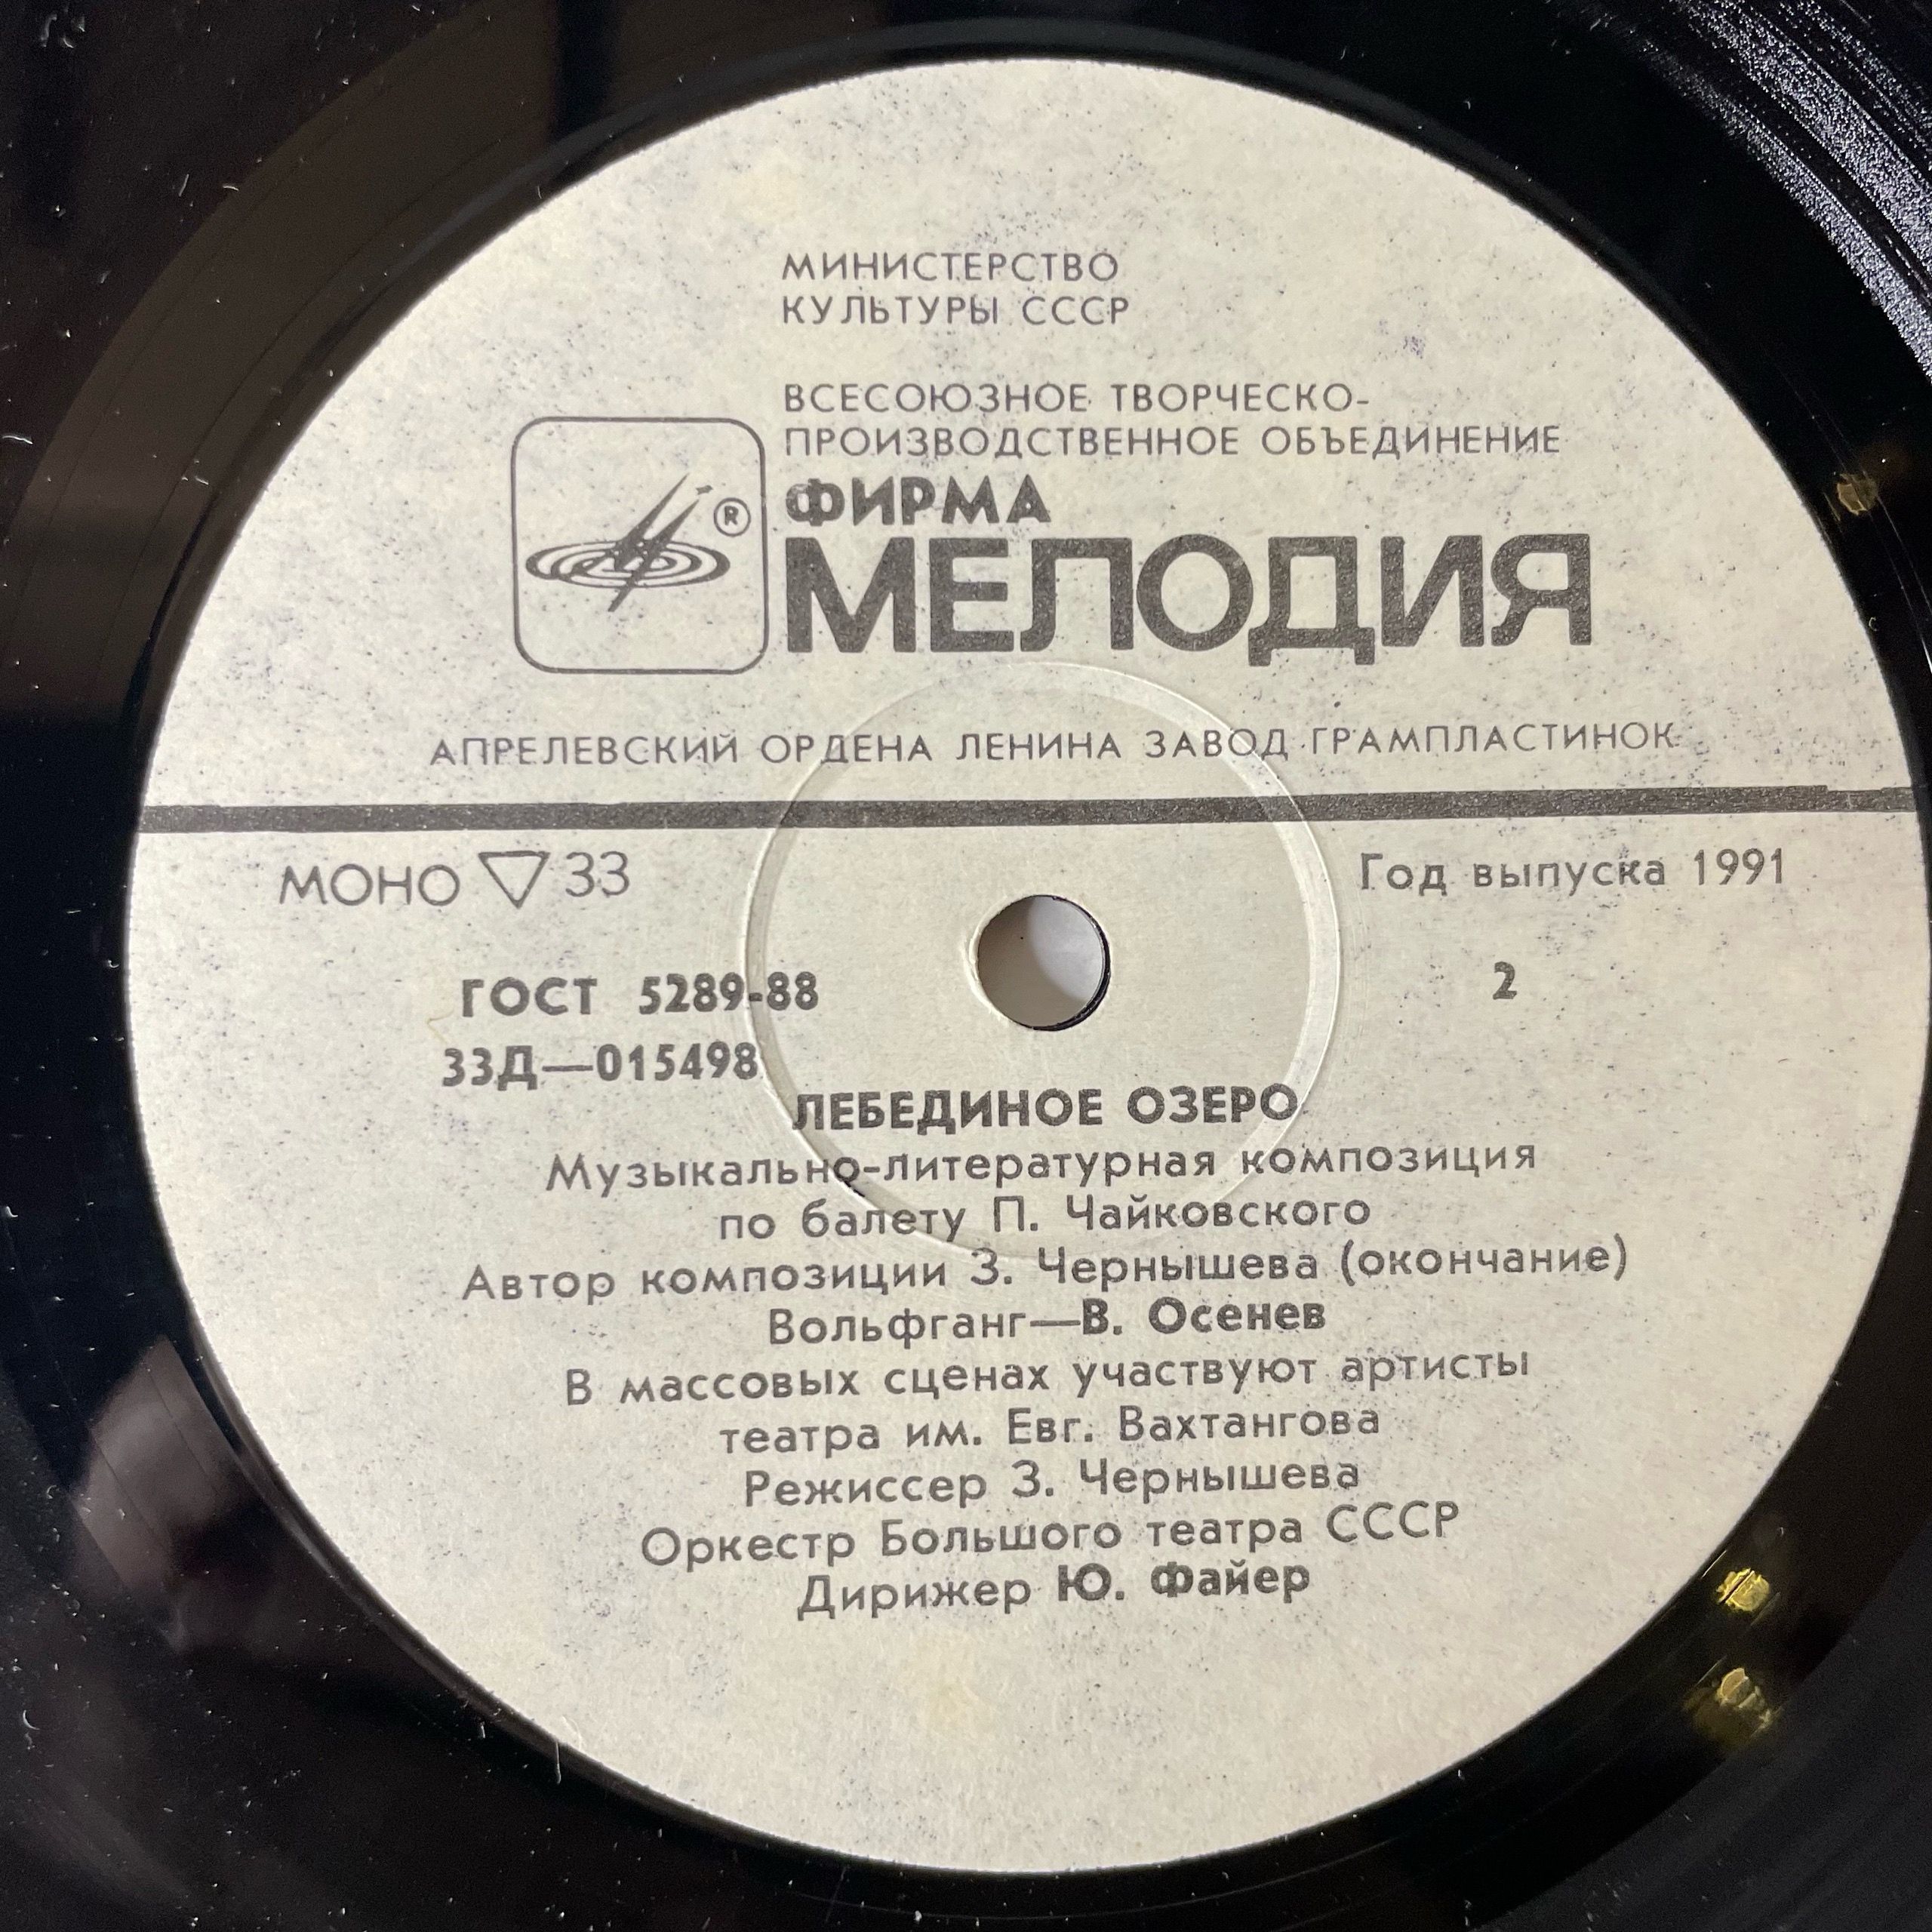 МИНИСТЕРСТВО
КУЛЬТУРЫ СССР
ВСЕСОЮЗНОЕ ТВОРЧЕСКО-
ПРОИЗВОДСТВЕННОЕ ОБЪЕДИНЕНИЕ
ФИРМА
®
МЕЛОДИЯ
АПРЕЛЕВСКИЙ ОРДЕНА ЛЕНИНА ЗАВОД ГРАМПЛАСТИНОК
МОНО ▽ 33
Год выпуска 1991
ГОСТ 5289-88
2
33Д—015498
ЛЕБЕДИНОЕ ОЗЕРО
Музыкально-литературная композиция
по балету П. Чайковского
Автор композиции З. Чернышева (окончание)
Вольфганг—В. Осенев
В массовых сценах участвуют артисты
театра им. Евг. Вахтангова
Режиссер З. Чернышева
Оркестр Большого театра СССР
Дирижер Ю. Файер